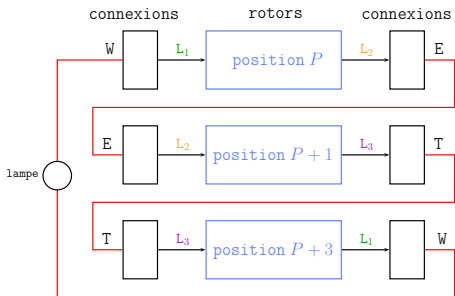 connexions rotors connexions
W L₁ position P L₂ E
E L₂ position P + 1 L₃ T
lampe
T L₃ position P + 3 L₁ W